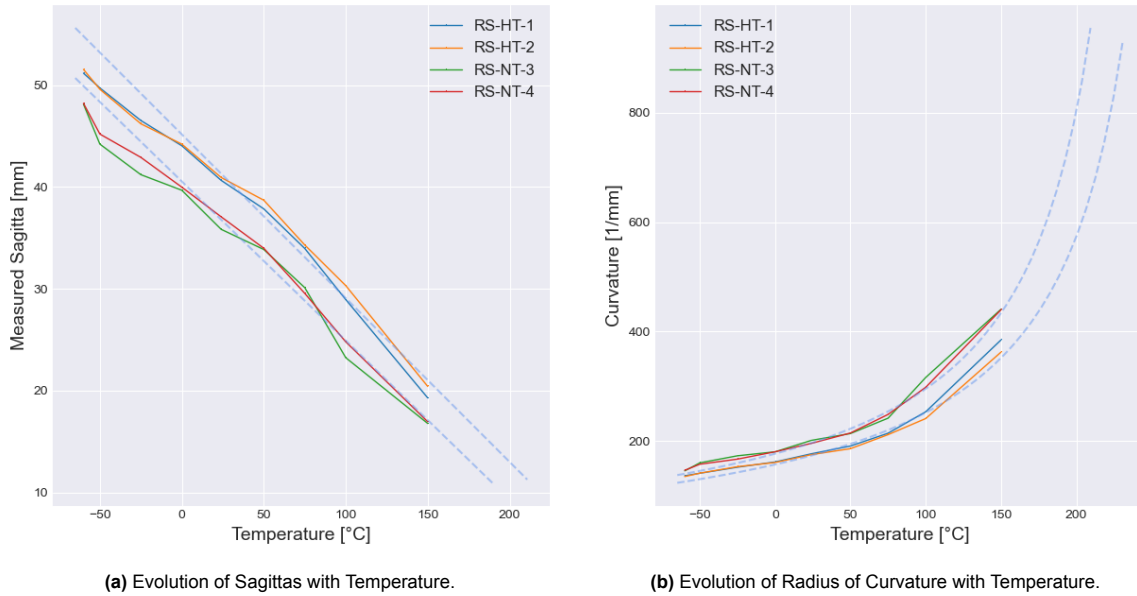 RS-HT-1
RS-HT-2
RS-NT-3
RS-NT-4
50
40
30
20
10
Measured Sagitta [mm]
−50 0 50 100 150 200
Temperature [°C]
(a) Evolution of Sagittas with Temperature.
RS-HT-1
RS-HT-2
RS-NT-3
RS-NT-4
800
600
400
200
Curvature [1/mm]
−50 0 50 100 150 200
Temperature [°C]
(b) Evolution of Radius of Curvature with Temperature.